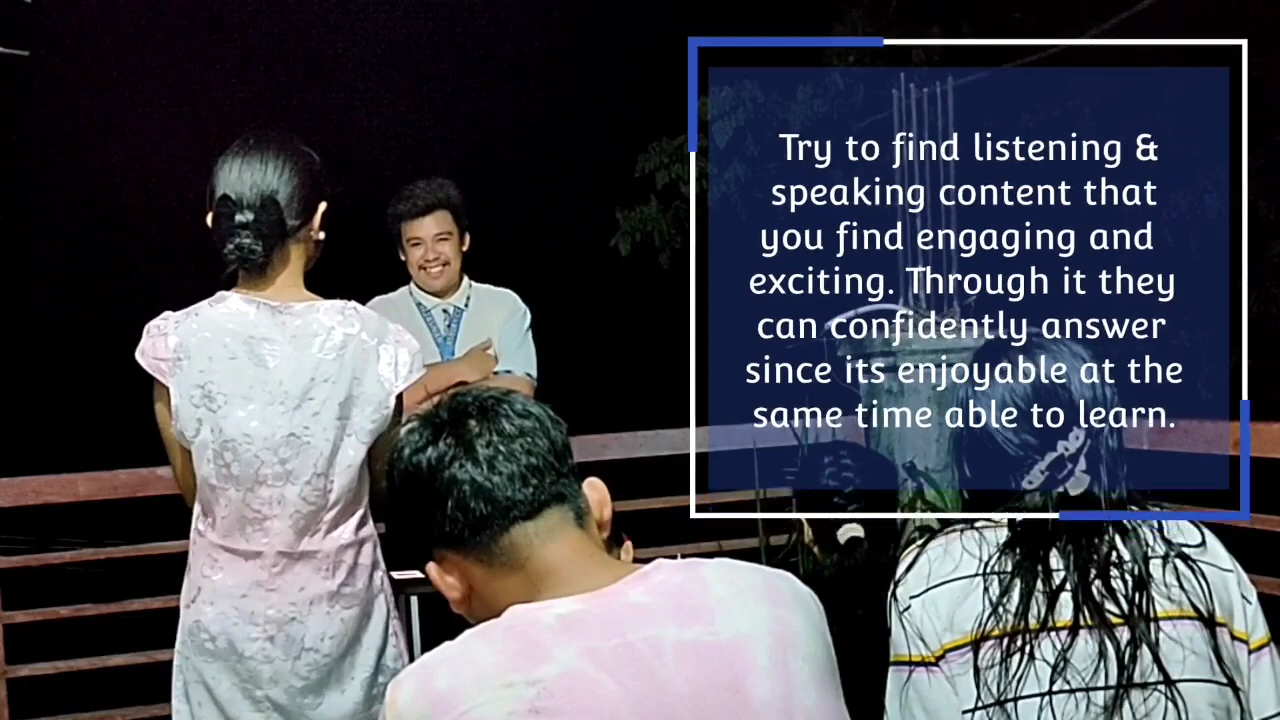 Try to find listening &
speaking content that
you find engaging and
exciting. Through it they
can confidently answer
since its enjoyable at the
same time able to learn.